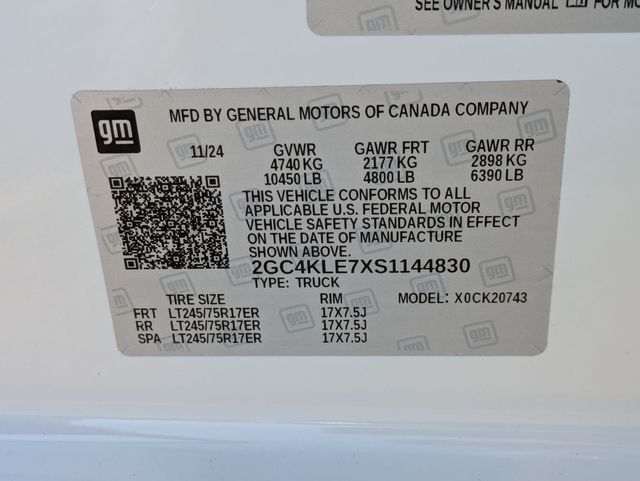 SEE OWNER'S MANUAL FOR MO
gm
MFD BY GENERAL MOTORS OF CANADA COMPANY
11/24 GVWR GAWR FRT GAWR RR
4740 KG 2177 KG 2898 KG
10450 LB 4800 LB 6390 LB
THIS VEHICLE CONFORMS TO ALL
APPLICABLE U.S. FEDERAL MOTOR
VEHICLE SAFETY STANDARDS IN EFFECT
ON THE DATE OF MANUFACTURE
SHOWN ABOVE.
2GC4KLE7XS1144830
TYPE: TRUCK MODEL: X0CK20743
TIRE SIZE RIM
FRT LT245/75R17ER 17X7.5J
RR LT245/75R17ER 17X7.5J
SPA LT245/75R17ER 17X7.5J